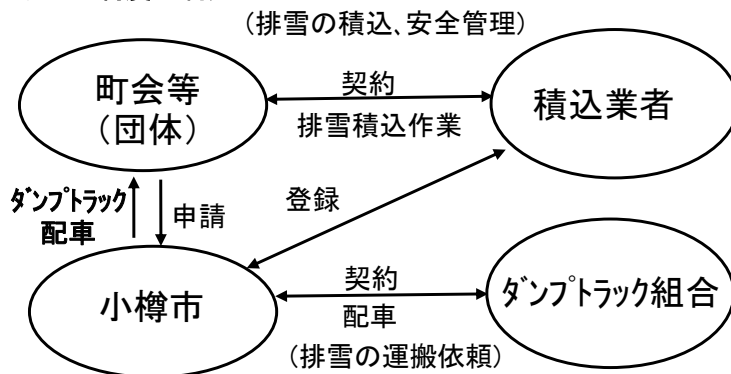 (排雪の積込、安全管理)
町会等
(団体)
契約
排雪積込作業
積込業者
ダンプトラック
配車
申請
登録
小樽市
契約
配車
(排雪の運搬依頼)
ダンプトラック組合